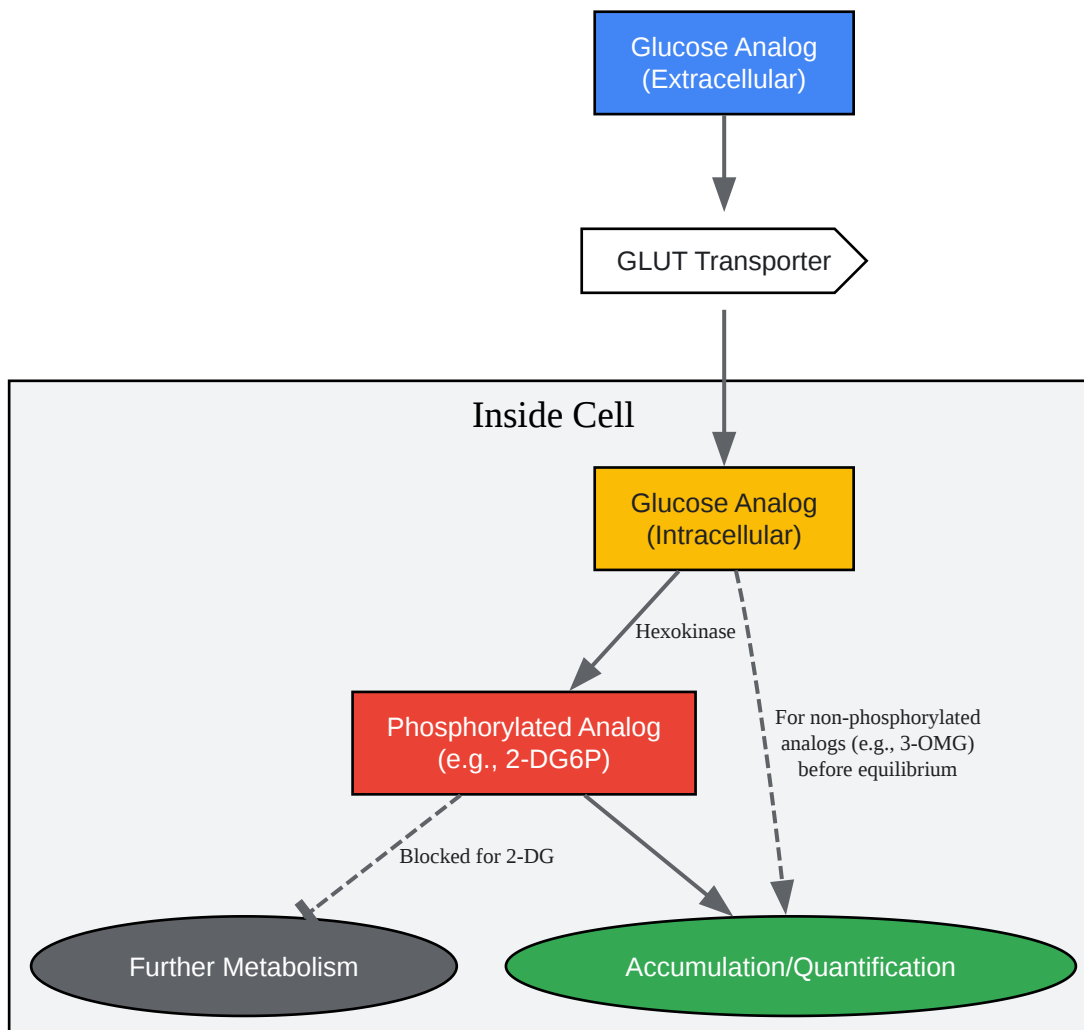 Glucose Analog
(Extracellular)
GLUT Transporter
Inside Cell
Glucose Analog
(Intracellular)
Hexokinase
Phosphorylated Analog
(e.g., 2-DG6P)
For non-phosphorylated
analogs (e.g., 3-OMG)
before equilibrium
Blocked for 2-DG
Further Metabolism
Accumulation/Quantification